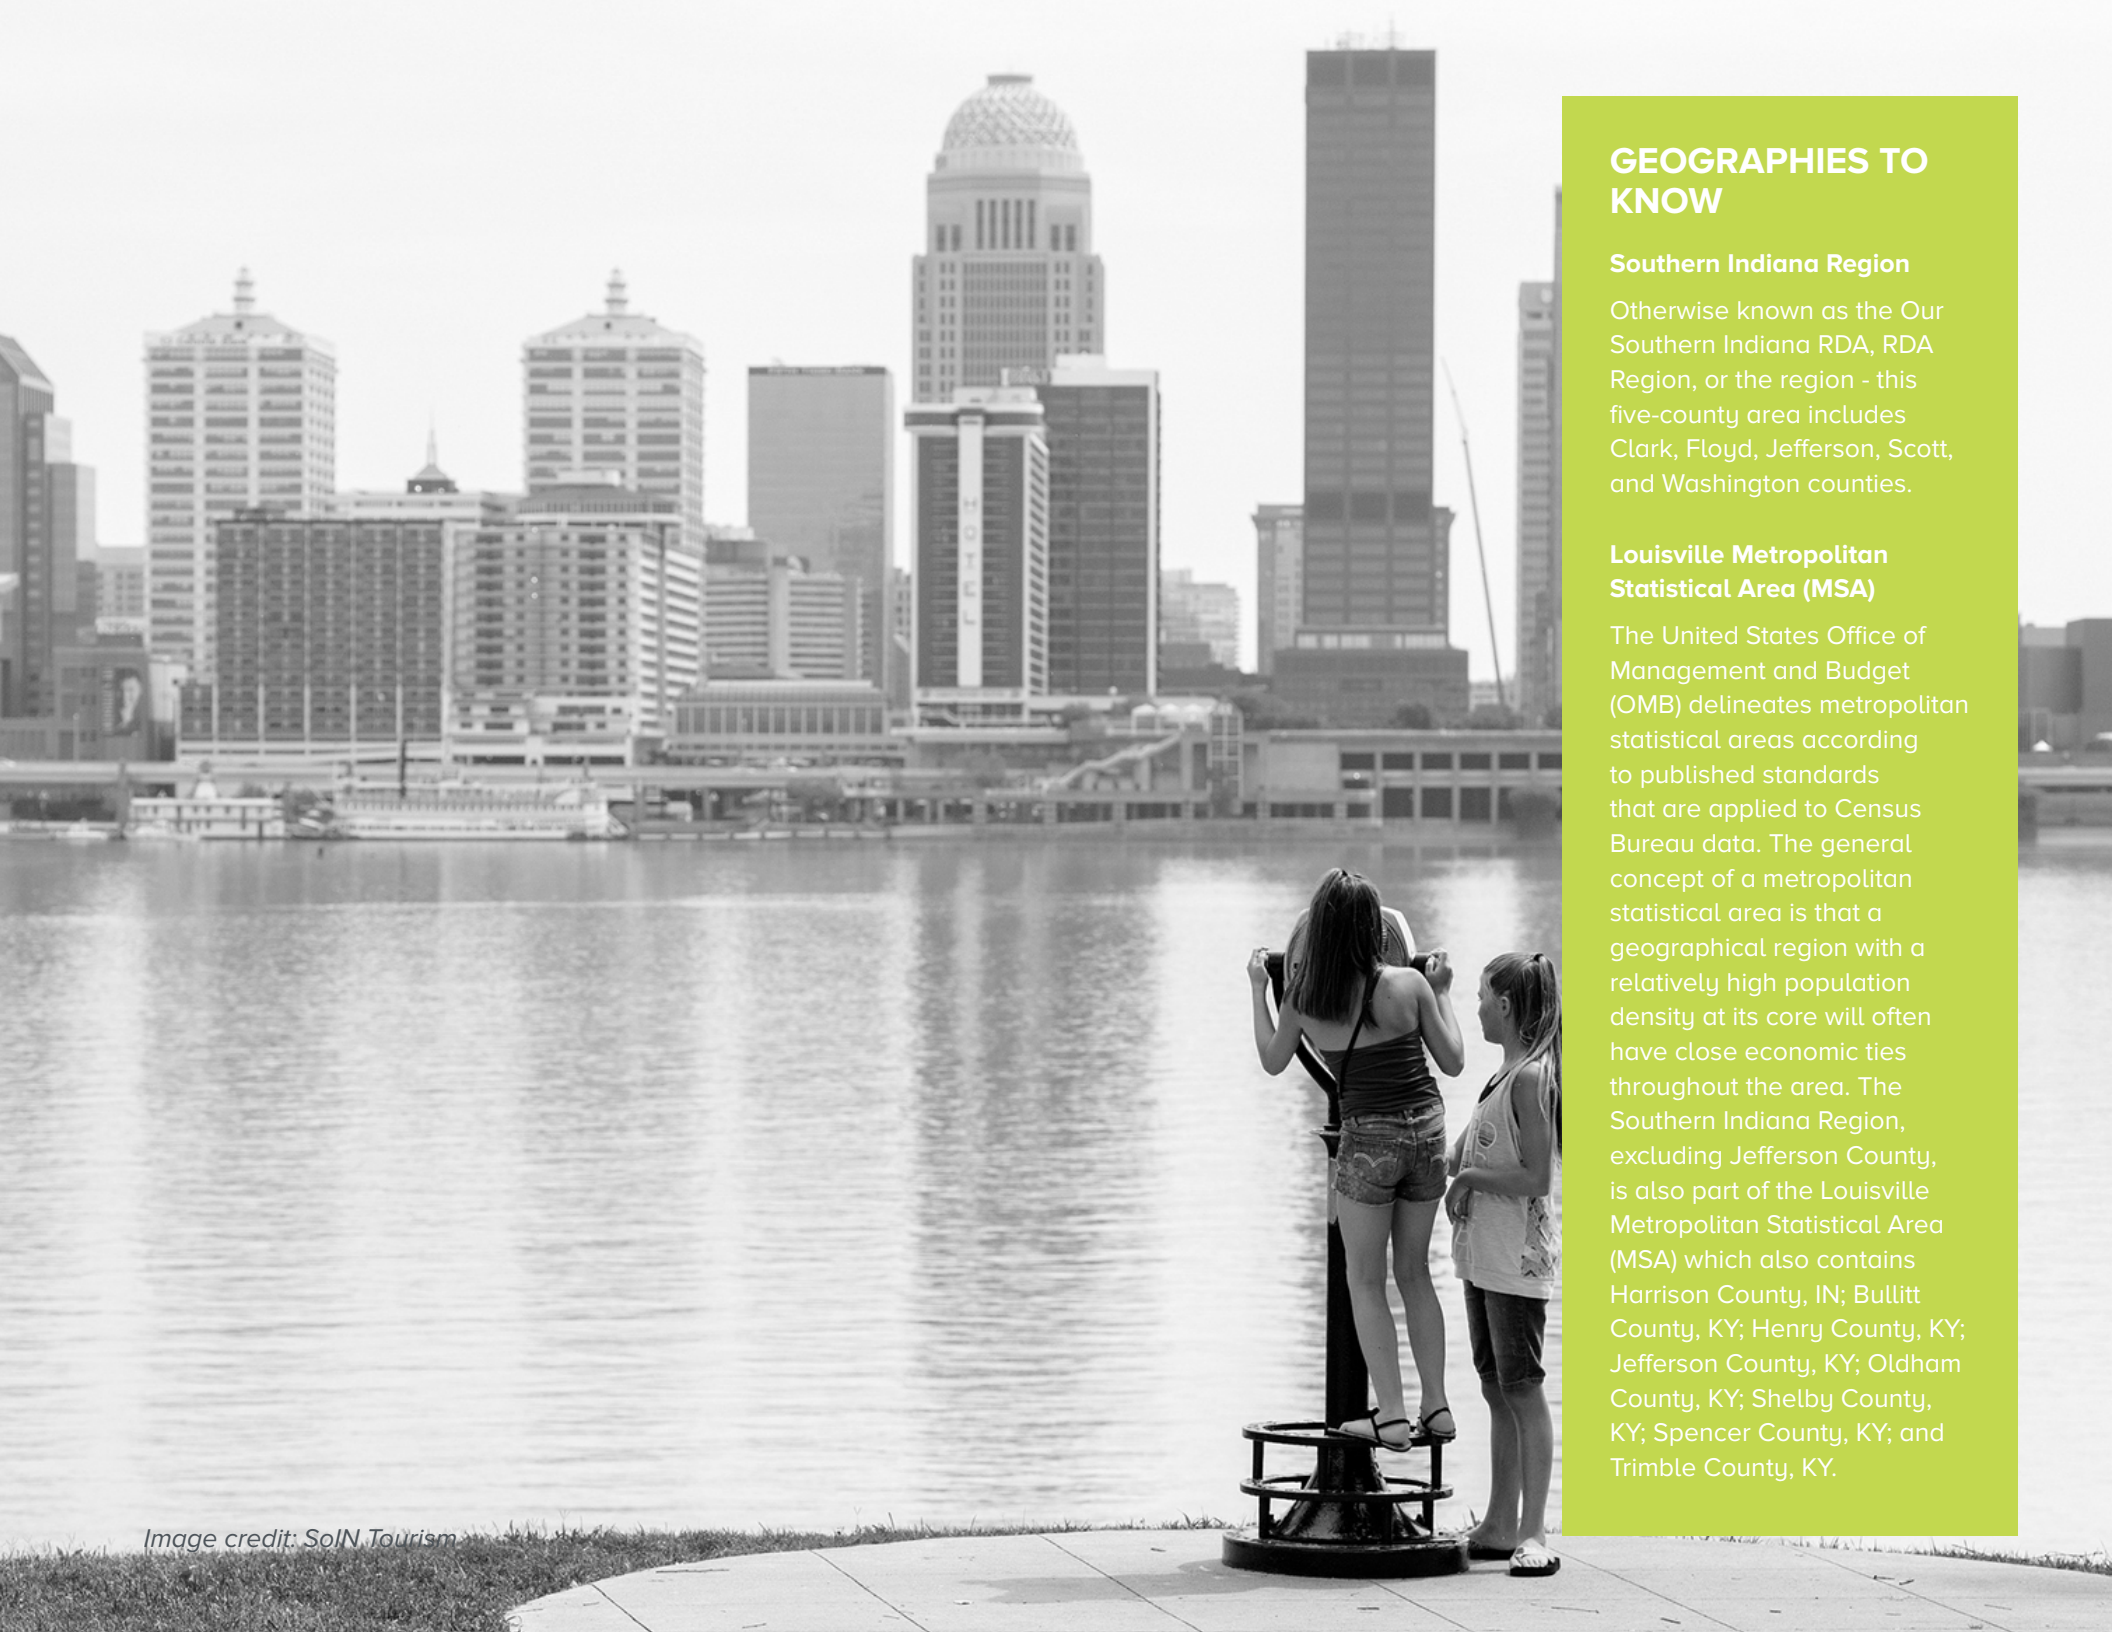 GEOGRAPHIES TO
KNOW
Southern Indiana Region
Otherwise known as the Our
Southern Indiana RDA, RDA
Region, or the region - this
five-county area includes
Clark, Floyd, Jefferson, Scott,
and Washington counties.
Louisville Metropolitan
Statistical Area (MSA)
The United States Office of
Management and Budget
(OMB) delineates metropolitan
statistical areas according
to published standards
that are applied to Census
Bureau data. The general
concept of a metropolitan
statistical area is that a
geographical region with a
relatively high population
density at its core will often
have close economic ties
throughout the area. The
Southern Indiana Region,
excluding Jefferson County,
is also part of the Louisville
Metropolitan Statistical Area
(MSA) which also contains
Harrison County, IN; Bullitt
County, KY; Henry County, KY;
Jefferson County, KY; Oldham
County, KY; Shelby County,
KY; Spencer County, KY; and
Trimble County, KY.
HOTEL
Image credit: SoIN Tourism